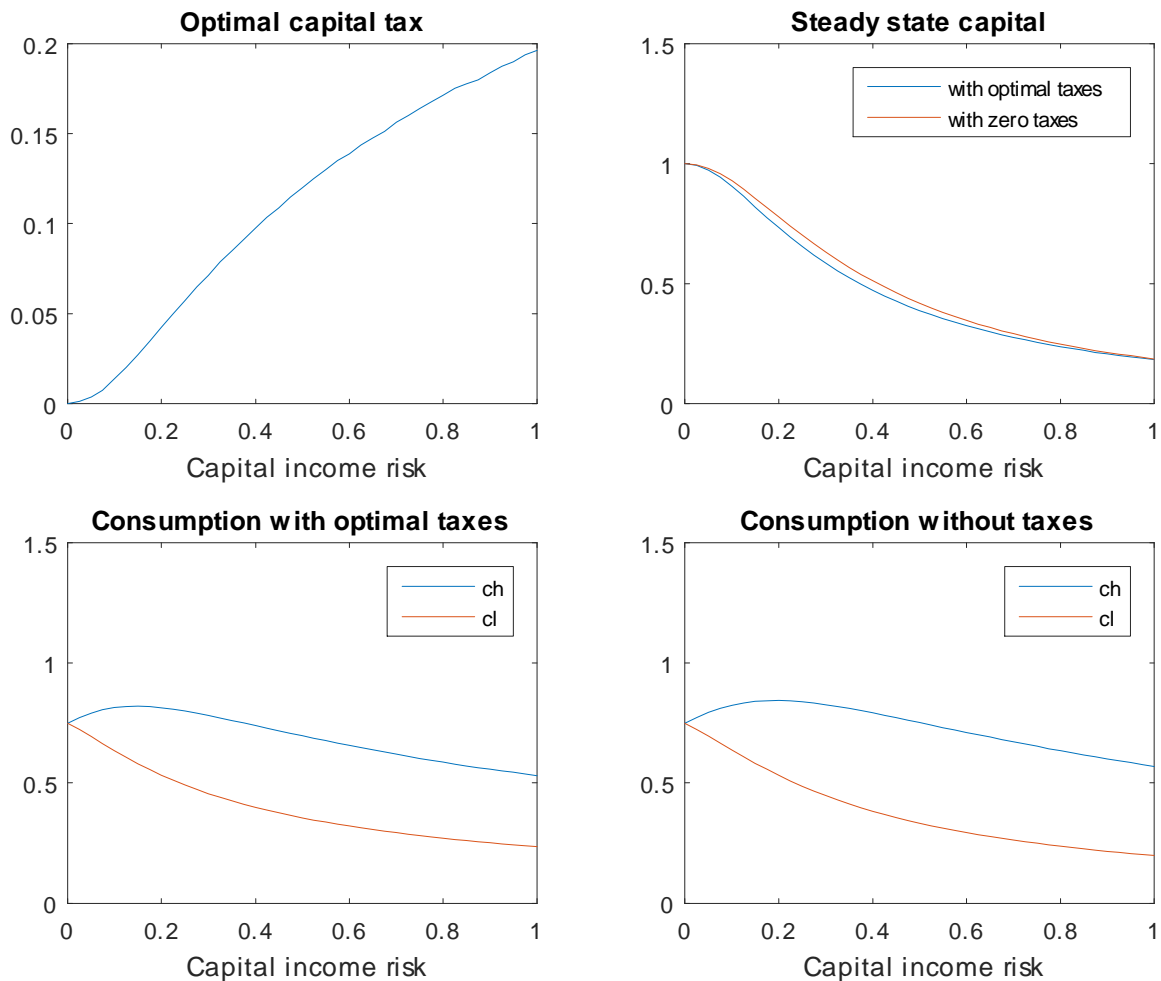 Optimal capital tax
0.2
0.15
0.1
0.05
0
0 0.2 0.4 0.6 0.8 1
Capital income risk
Steady state capital
1.5
1
0.5
0
with optimal taxes
with zero taxes
0 0.2 0.4 0.6 0.8 1
Capital income risk
Consumption with optimal taxes
1.5
1
0.5
0
ch
cl
0 0.2 0.4 0.6 0.8 1
Capital income risk
Consumption without taxes
1.5
1
0.5
0
ch
cl
0 0.2 0.4 0.6 0.8 1
Capital income risk